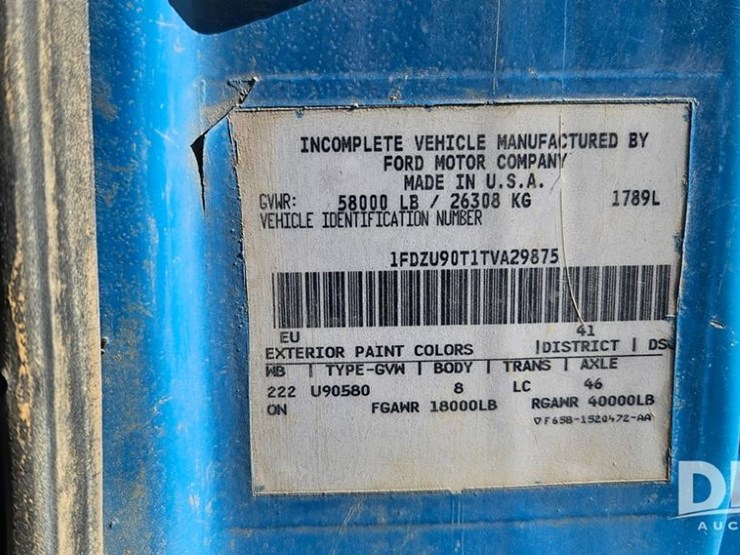 INCOMPLETE VEHICLE MANUFACTURED BY
FORD MOTOR COMPANY
MADE IN U.S.A.
GVWR: 58000 LB / 26308 KG 1789L
VEHICLE IDENTIFICATION NUMBER
1FDZU90T1TVA29875
EU 41
EXTERIOR PAINT COLORS |DISTRICT | DSO
WB | TYPE-GVW | BODY | TRANS | AXLE
222 U90580 8 LC 46
ON FGAWR 18000LB RGAWR 40000LB
▽F65B-1520472-AA
AUC